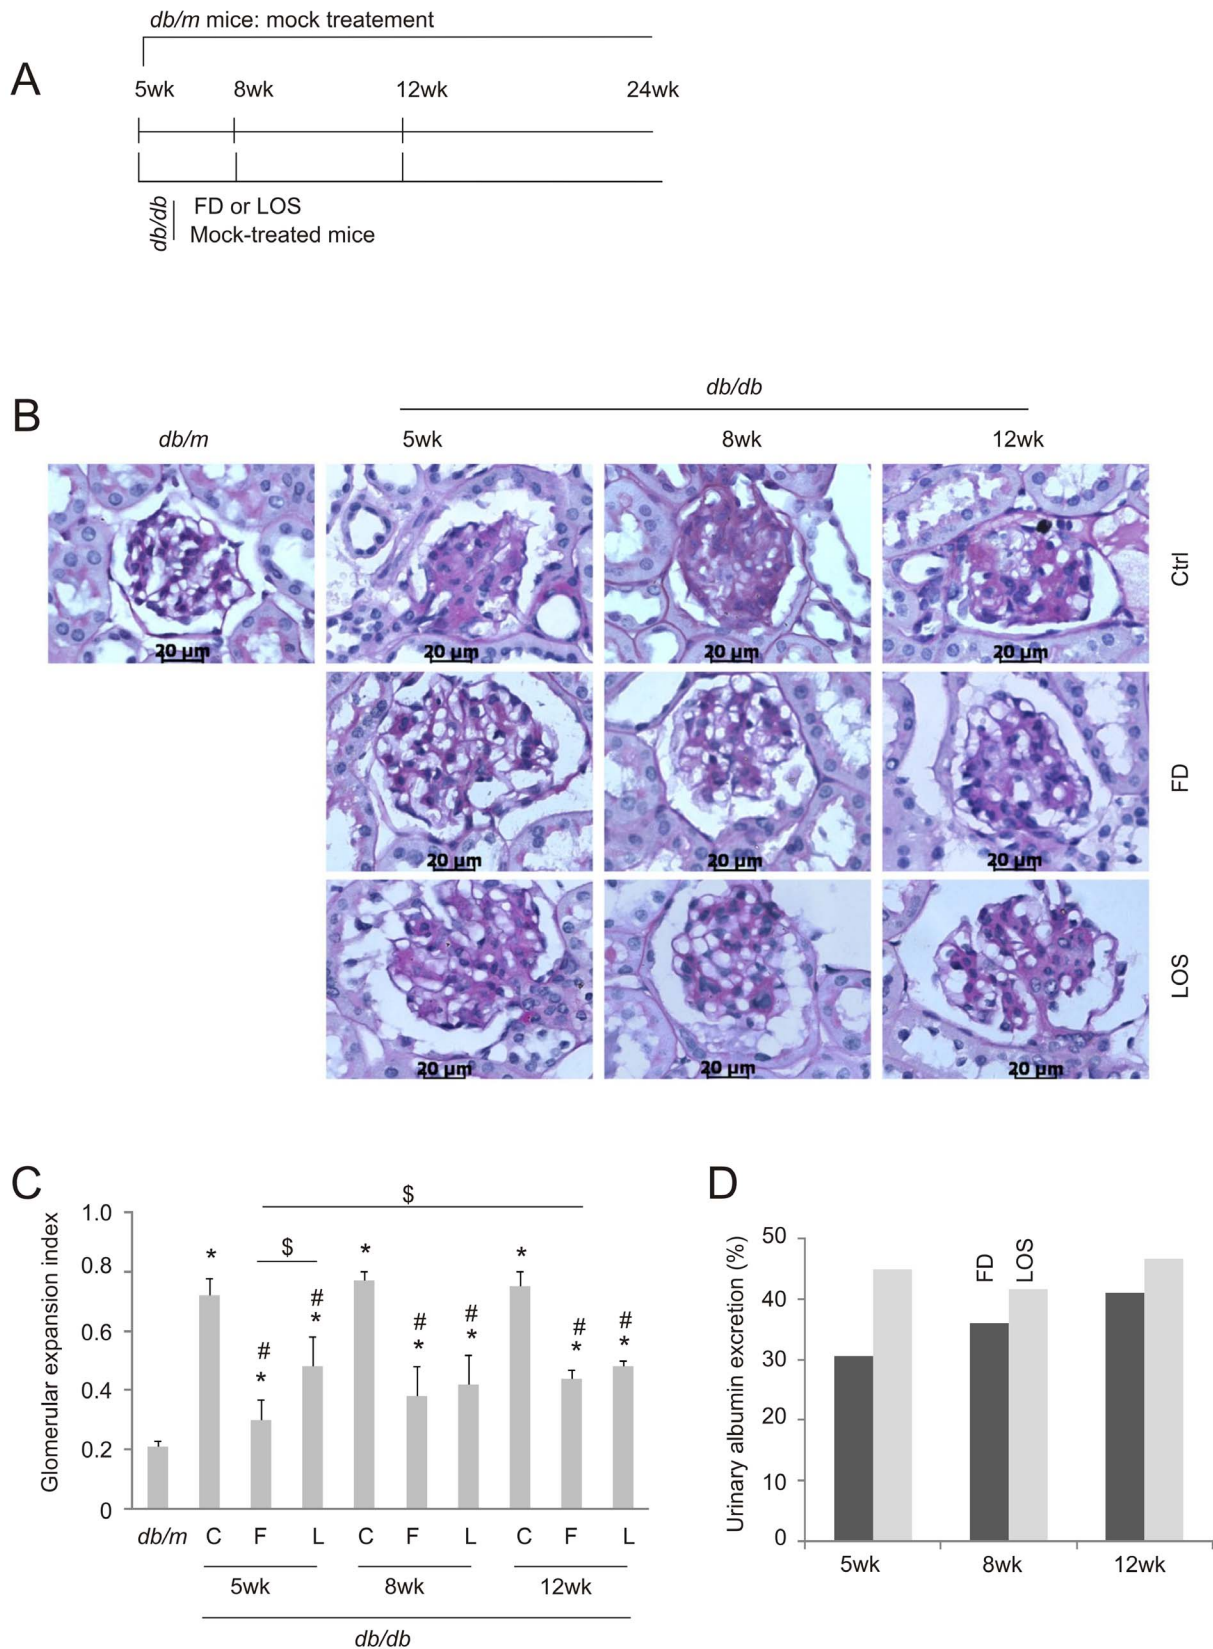 A
db/m mice: mock treatement
5wk 8wk 12wk 24wk
db/db
FD or LOS
Mock-treated mice
B
db/db
db/m 5wk 8wk 12wk
20 µm 20 µm 20 µm 20 µm
Ctrl
20 µm 20 µm 20 µm
FD
20 µm 20 µm 20 µm
LOS
C
Glomerular expansion index
1.0
0.8
0.6
0.4
0.2
0
$
$
* * *
# # # # # #
* * * * * *
db/m C F L C F L C F L
5wk 8wk 12wk
db/db
D
Urinary albumin excretion (%)
50
40
30
20
10
0
FD
LOS
5wk 8wk 12wk